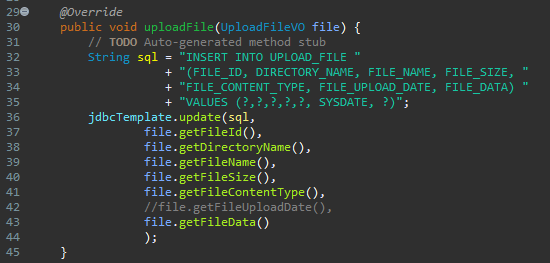 29 @Override
30 public void uploadFile(UploadFileVO file) {
31 // TODO Auto-generated method stub
32 String sql = "INSERT INTO UPLOAD_FILE "
33 + "(FILE_ID, DIRECTORY_NAME, FILE_NAME, FILE_SIZE, "
34 + "FILE_CONTENT_TYPE, FILE_UPLOAD_DATE, FILE_DATA) "
35 + "VALUES (?,?,?,?,?, SYSDATE, ?)";
36 jdbcTemplate.update(sql,
37 file.getFileId(),
38 file.getDirectoryName(),
39 file.getFileName(),
40 file.getFileSize(),
41 file.getFileContentType(),
42 //file.getFileUploadDate(),
43 file.getFileData()
44 );
45 }